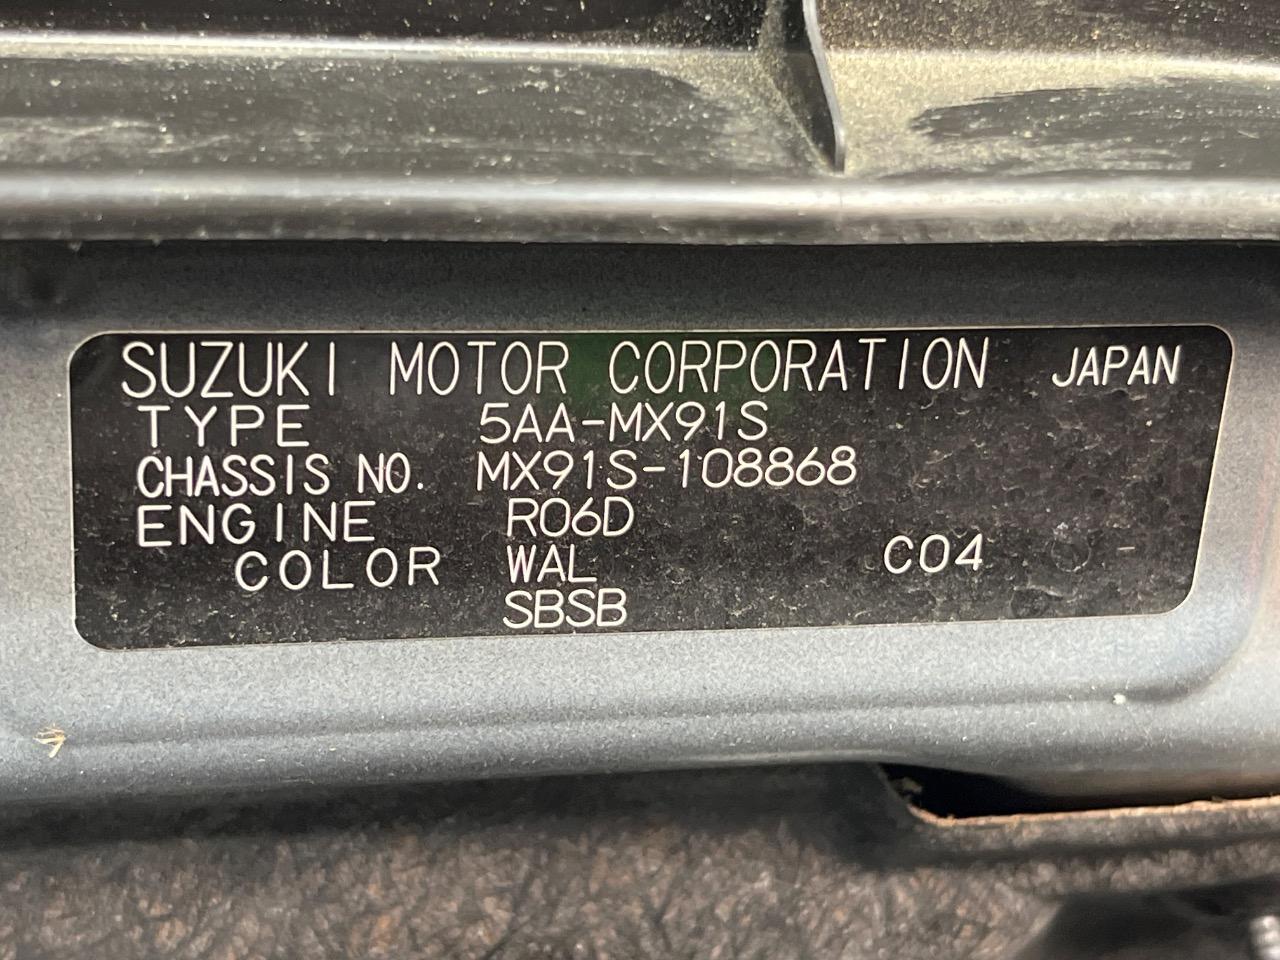 SUZUKI MOTOR CORPORATION JAPAN
TYPE 5AA-MX91S
CHASSIS NO. MX91S-108868
ENGINE R06D
COLOR WAL C04 -
SBSB